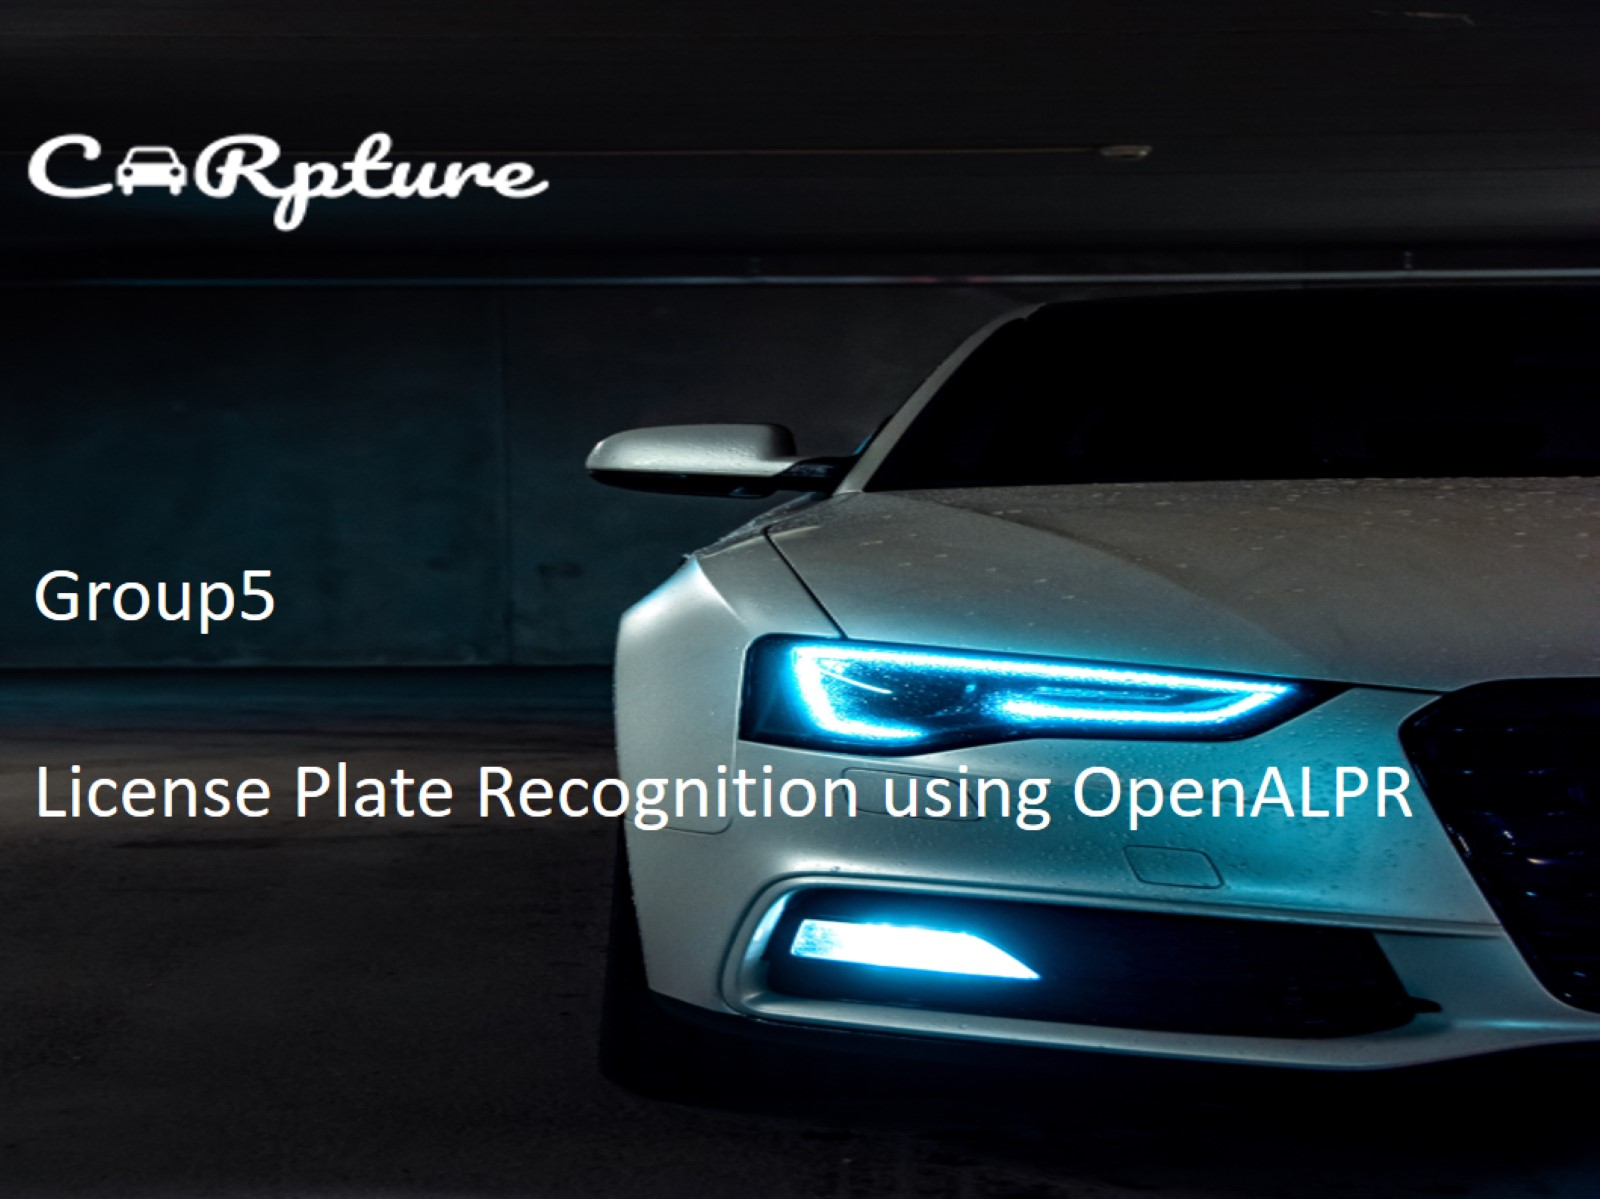 CaRpture
Group5
License Plate Recognition using OpenALPR